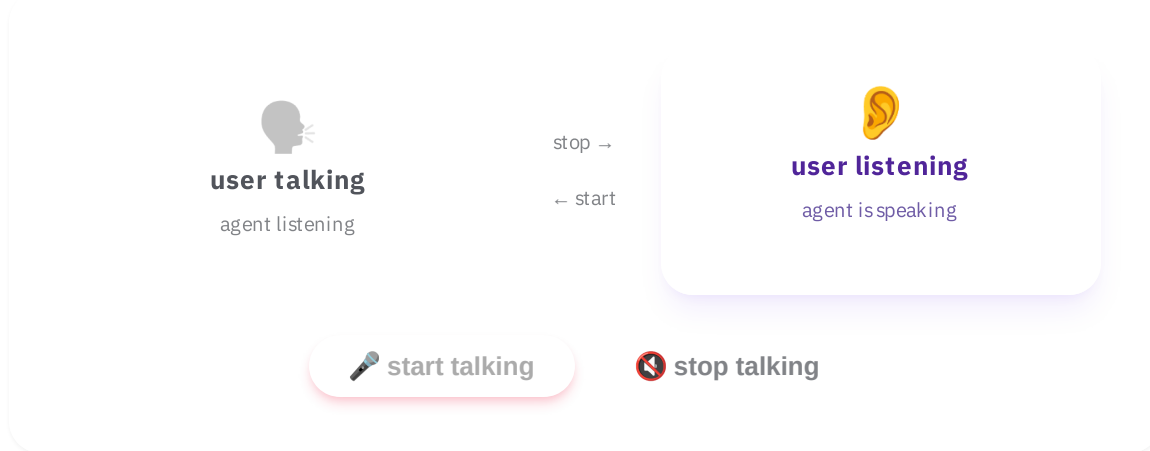 user talking
agent listening
stop →
← start
user listening
agent is speaking
start talking
stop talking